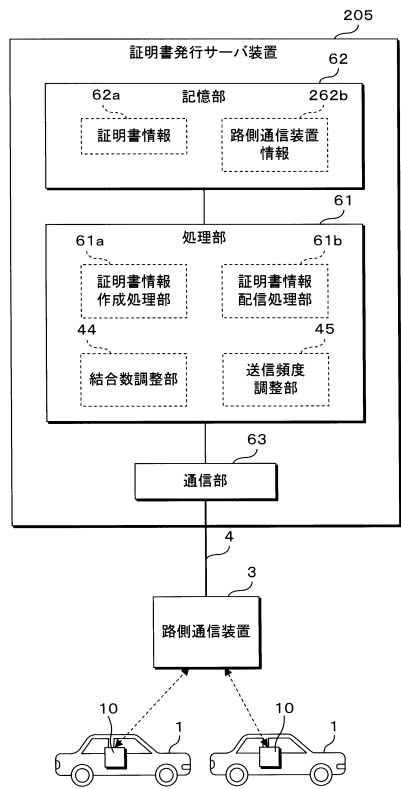 205
証明書発行サーバ装置
62
記憶部
62a
262b
証明書情報
路側通信装置
情報
61
処理部
61a
61b
証明書情報
作成処理部
証明書情報
配信処理部
44
45
結合数調整部
送信頻度
調整部
63
通信部
4
3
路側通信装置
10
1
10
1